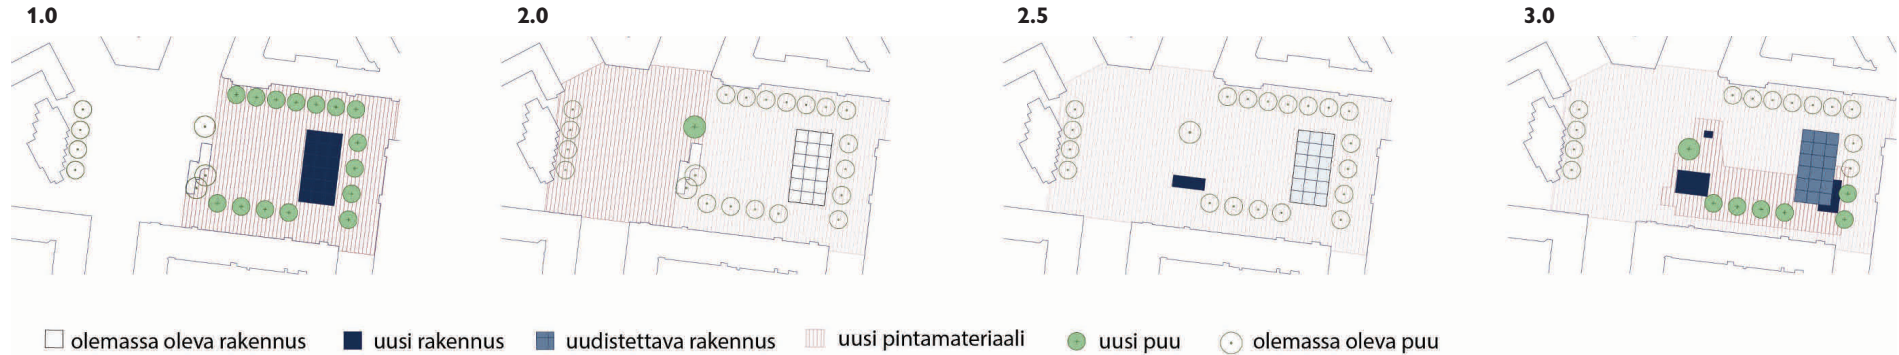 1.0 2.0 2.5 3.0
olemassa oleva rakennus uusi rakennus uudistettava rakennus uusi pintamateriaali uusi puu olemassa oleva puu